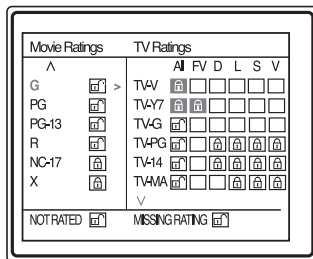 Movie Ratings TV Ratings
All FV D L S V
G > TV-V
PG TV-Y7
PG-13 TV-G
R TV-PG
NC-17 TV-14
X TV-MA
NOT RATED MISSING RATING